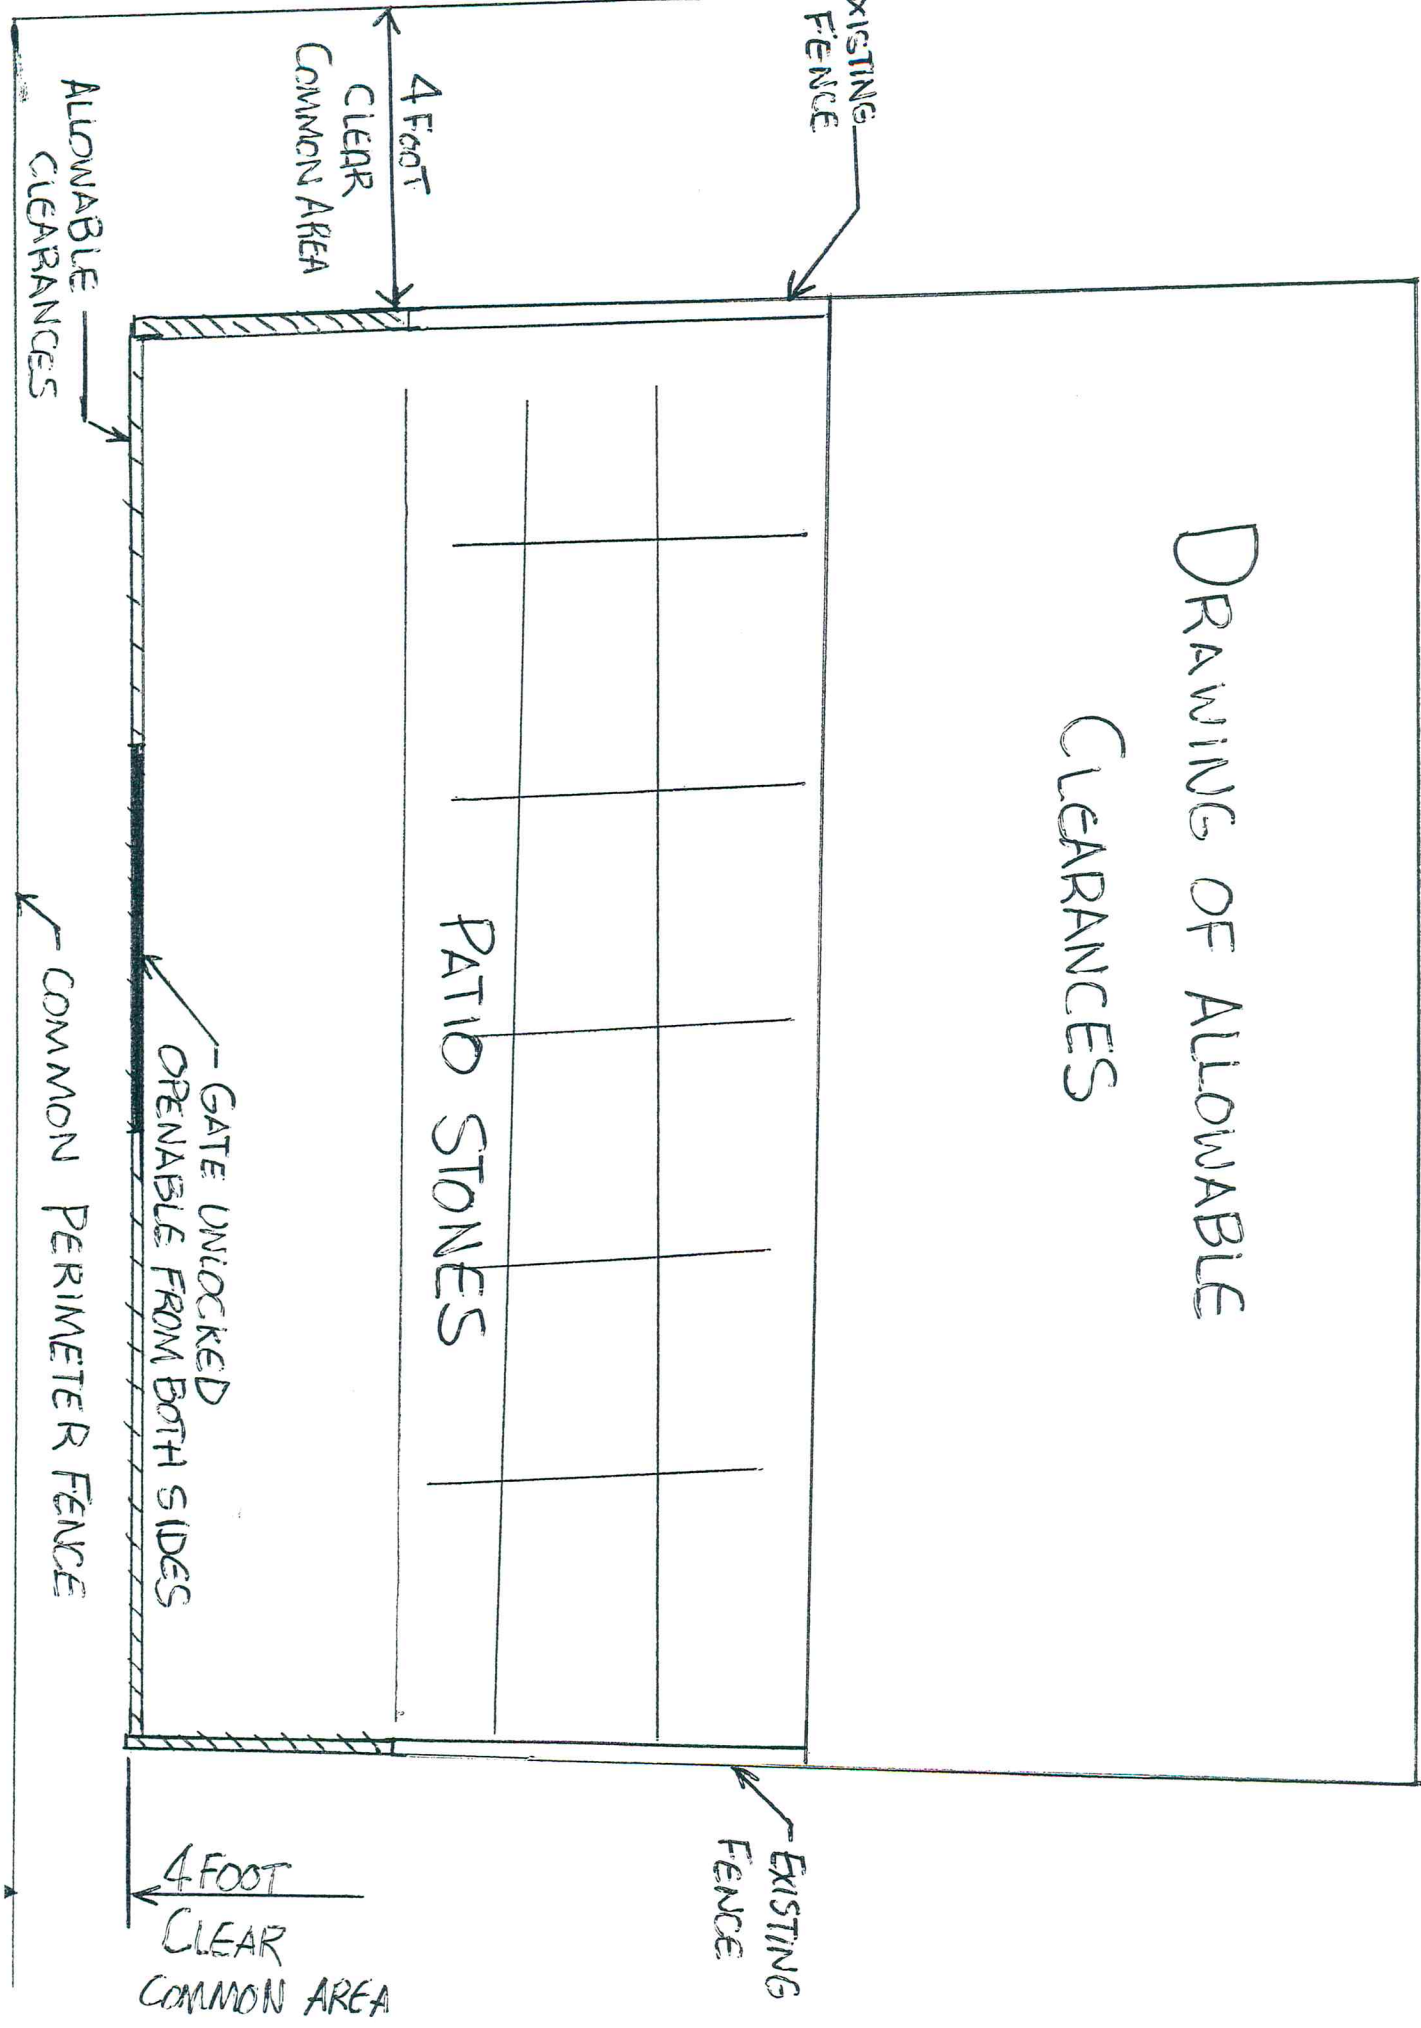 DRAWING OF ALLOWABLE
CLEARANCES
XISTING
FENCE
EXISTING
FENCE
PATIO STONES
4 FOOT
CLEAR
COMMON AREA
GATE UNLOCKED
OPENABLE FROM BOTH SIDES
4 FOOT
CLEAR
COMMON AREA
ALLOWABLE
CLEARANCES
COMMON PERIMETER FENCE